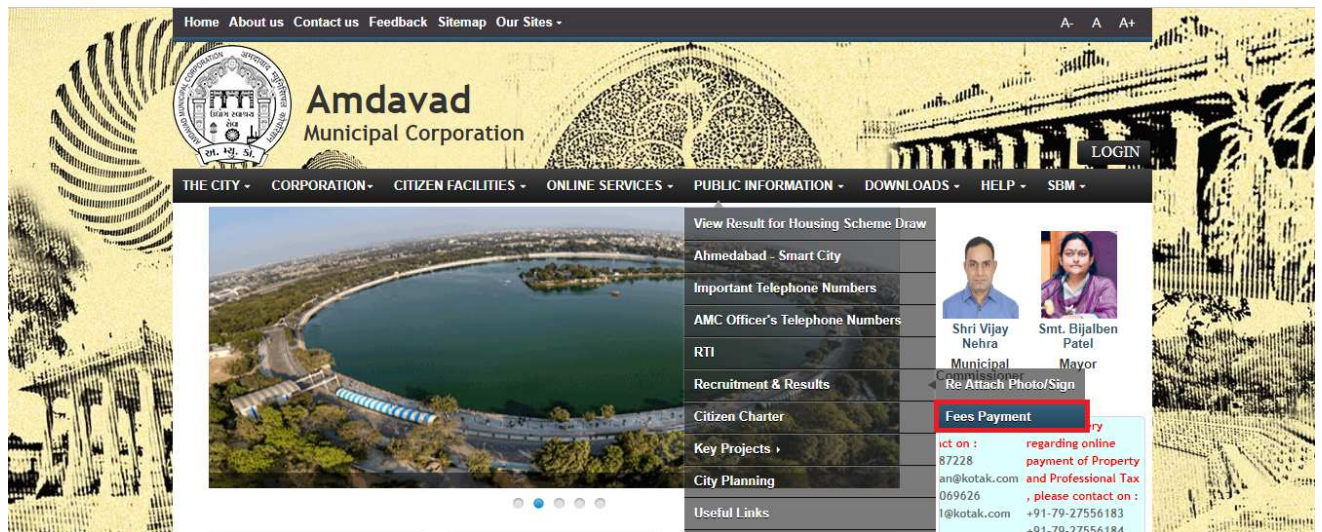 Home About us Contact us Feedback Sitemap Our Sites
A- A A+
Amdavad
Municipal Corporation
LOGIN
THE CITY CORPORATION CITIZEN FACILITIES ONLINE SERVICES PUBLIC INFORMATION DOWNLOADS HELP SBM
View Result for Housing Scheme Draw
Ahmedabad - Smart City
Important Telephone Numbers
AMC Officer's Telephone Numbers
RTI
Recruitment & Results
Citizen Charter
Key Projects
City Planning
Useful Links
Shri Vijay
Nehra
Municipal
Commissioner
Smt. Bijalben
Patel
Mayor
Re Attach Photo/Sign
Fees Payment
on :
87228
an@kotak.com
069626
l@kotak.com
regarding online
payment of Property
and Professional Tax
, please contact on :
+91-79-27556183
+91-79-27556184